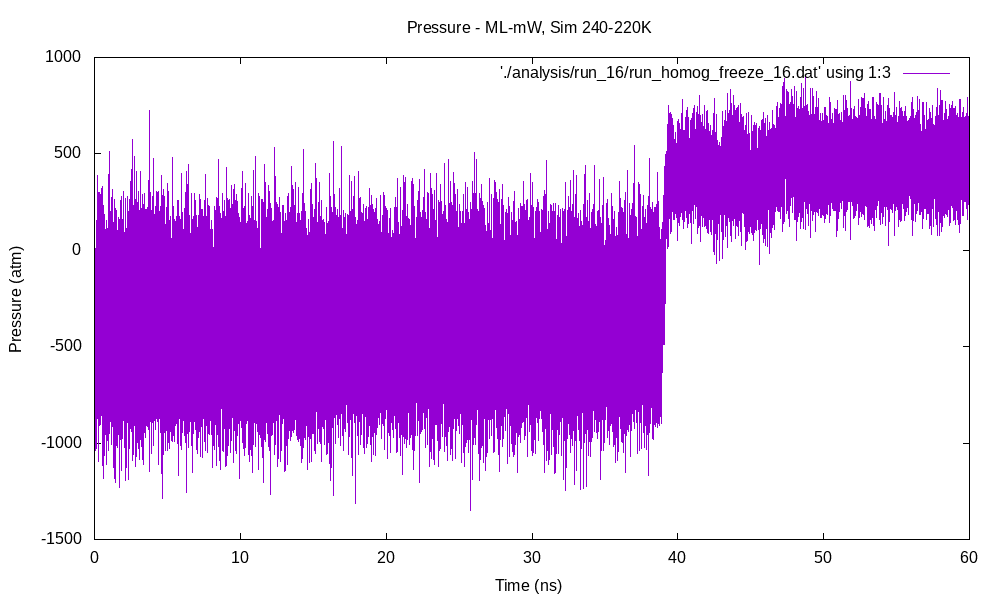 Pressure - ML-mW, Sim 240-220K
'./analysis/run_16/run_homog_freeze_16.dat' using 1:3
1000
500
0
-500
-1000
-1500
Pressure (atm)
0 10 20 30 40 50 60
Time (ns)